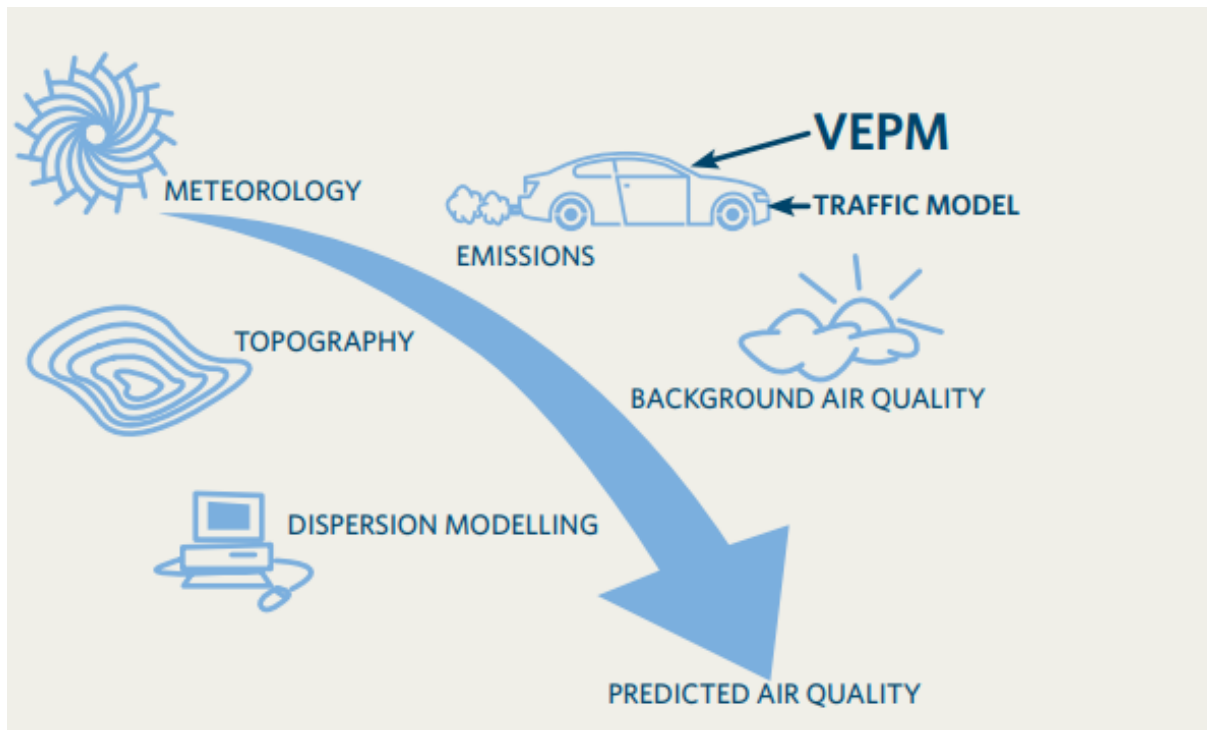 VEPM
METEOROLOGY
TRAFFIC MODEL
EMISSIONS
TOPOGRAPHY
BACKGROUND AIR QUALITY
DISPERSION MODELLING
PREDICTED AIR QUALITY